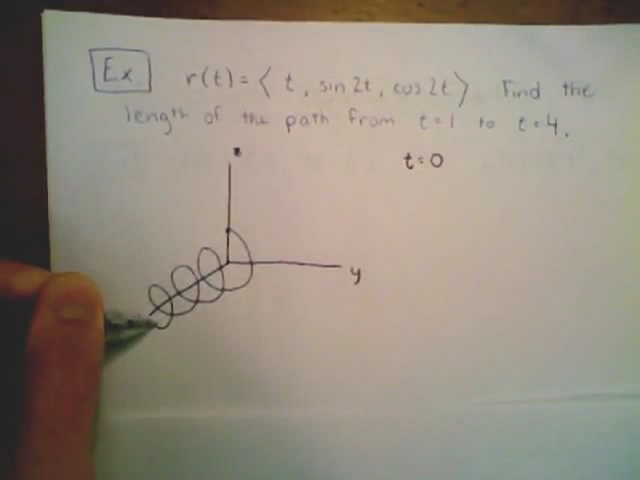 Ex r(t) = ⟨ t , sin 2t , cos 2t ⟩ Find the
length of the path from t=1 to t=4.
t=0
y